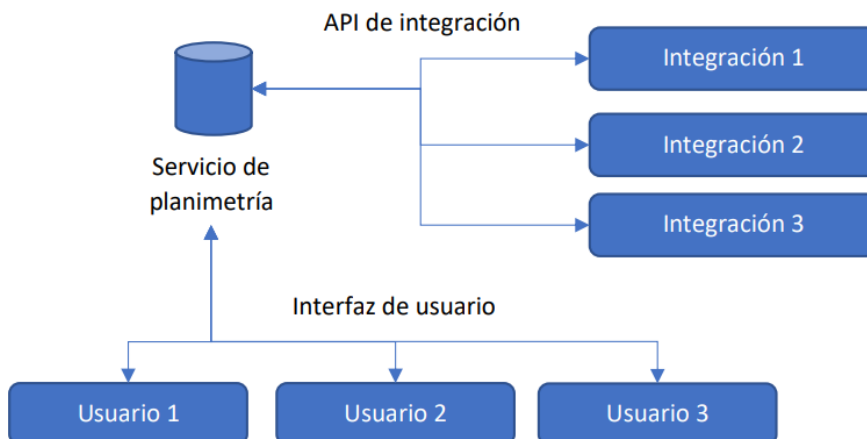 API de integración
Integración 1
Integración 2
Servicio de
planimetría
Integración 3
Interfaz de usuario
Usuario 1
Usuario 2
Usuario 3